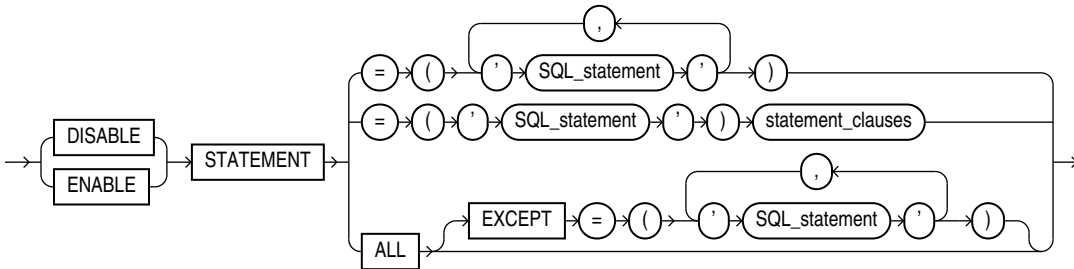 ,
= ( ' SQL_statement ' )
DISABLE
ENABLE
STATEMENT
= ( ' SQL_statement ' ) statement_clauses
,
EXCEPT = ( ' SQL_statement ' )
ALL